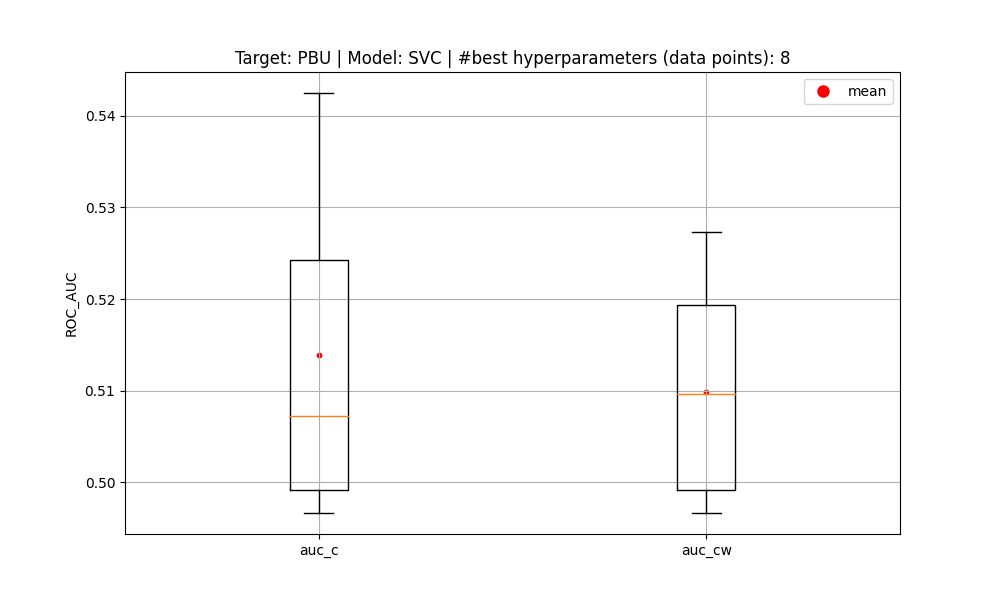 Target: PBU | Model: SVC | #best hyperparameters (data points): 8
mean
0.54
0.53
0.52
0.51
0.50
ROC_AUC
auc_c
auc_cw